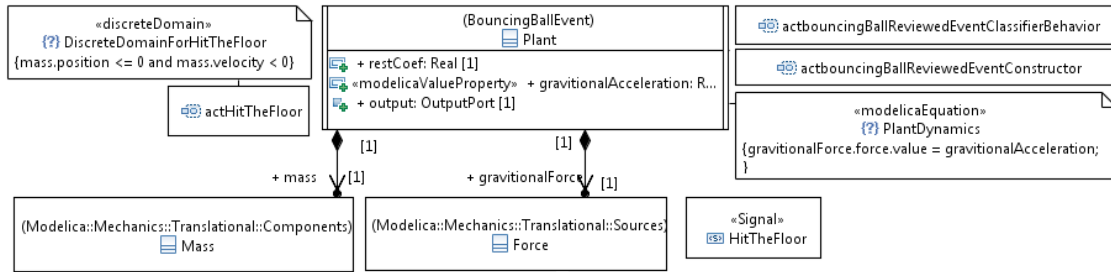 «discreteDomain»
{?} DiscreteDomainForHitTheFloor
{mass.position <= 0 and mass.velocity < 0}
actHitTheFloor
(BouncingBallEvent)
Plant
+ restCoef: Real [1]
«modelicaValueProperty» + gravitionalAcceleration: R...
+ output: OutputPort [1]
actbouncingBallReviewedEventClassifierBehavior
actbouncingBallReviewedEventConstructor
«modelicaEquation»
{?} PlantDynamics
{gravitionalForce.force.value = gravitionalAcceleration;
}
[1]
[1]
+ mass
[1]
+ gravitionalForce
[1]
(Modelica::Mechanics::Translational::Components)
Mass
(Modelica::Mechanics::Translational::Sources)
Force
«Signal»
«S» HitTheFloor